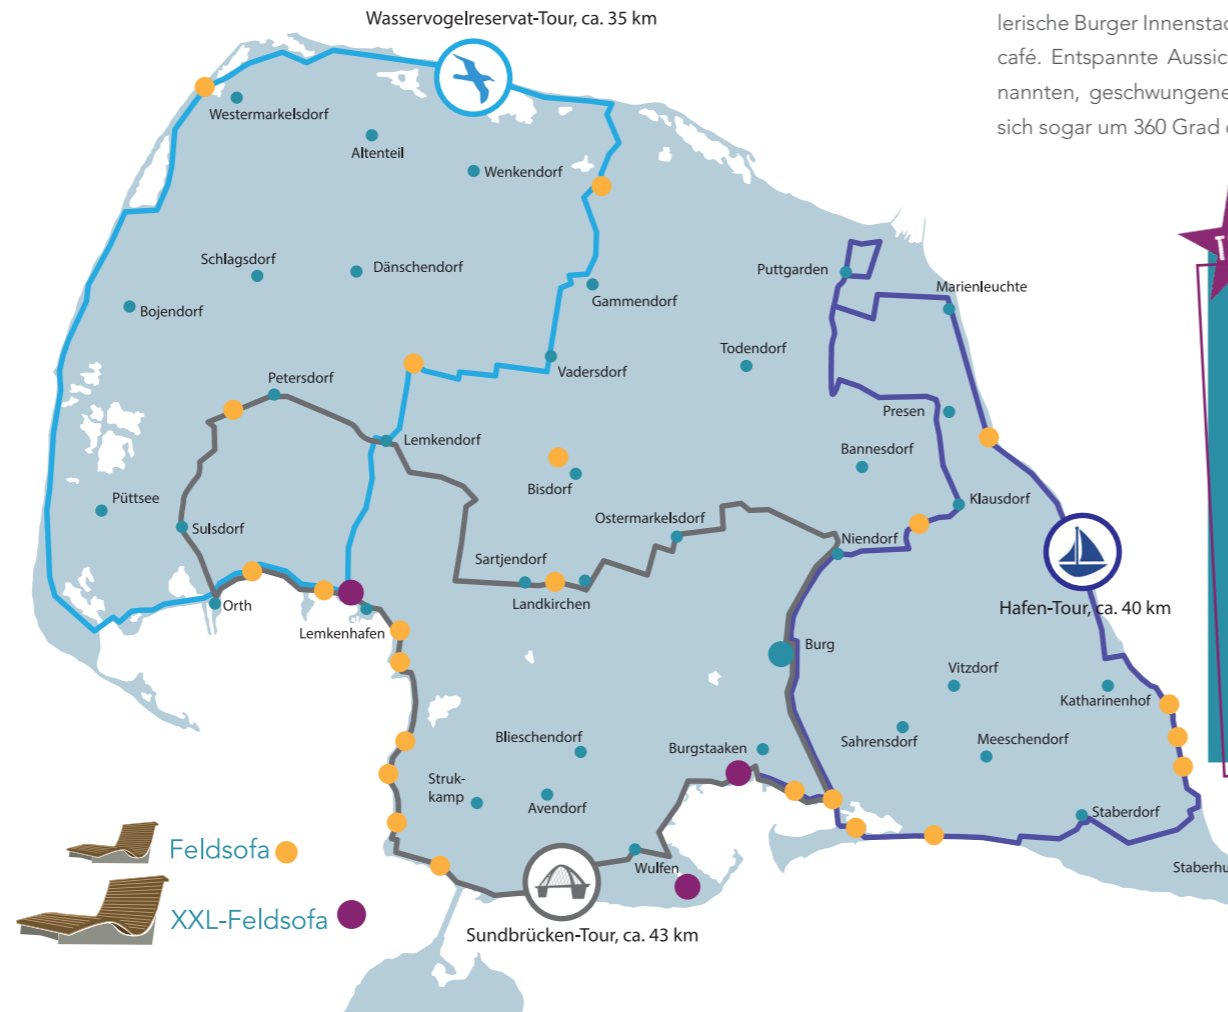 Wasservogelreservat-Tour, ca. 35 km
lerische Burger Innenstad
café. Entspannte Aussic
nannten, geschwungene
sich sogar um 360 Grad
Westermarkelsdorf
Altenteil
Wenkendorf
Schlagsdorf
Dänschendorf
Puttgarden
Marienleuchte
Bojendorf
Gammendorf
Todendorf
Petersdorf
Vadersdorf
Presen
Lemkendorf
Bannesdorf
Bisdorf
Püttsee
Klausdorf
Sulsdorf
Ostermarkelsdorf
Niendorf
Sartjendorf
Landkirchen
Orth
Hafen-Tour, ca. 40 km
Lemkenhafen
Burg
Vitzdorf
Katharinenhof
Blieschendorf
Burgstaaken
Sahrensdorf
Meeschendorf
Struk-
kamp
Avendorf
Staberdorf
Feldsofa
Wulfen
Staberhu
XXL-Feldsofa
Sundbrücken-Tour, ca. 43 km